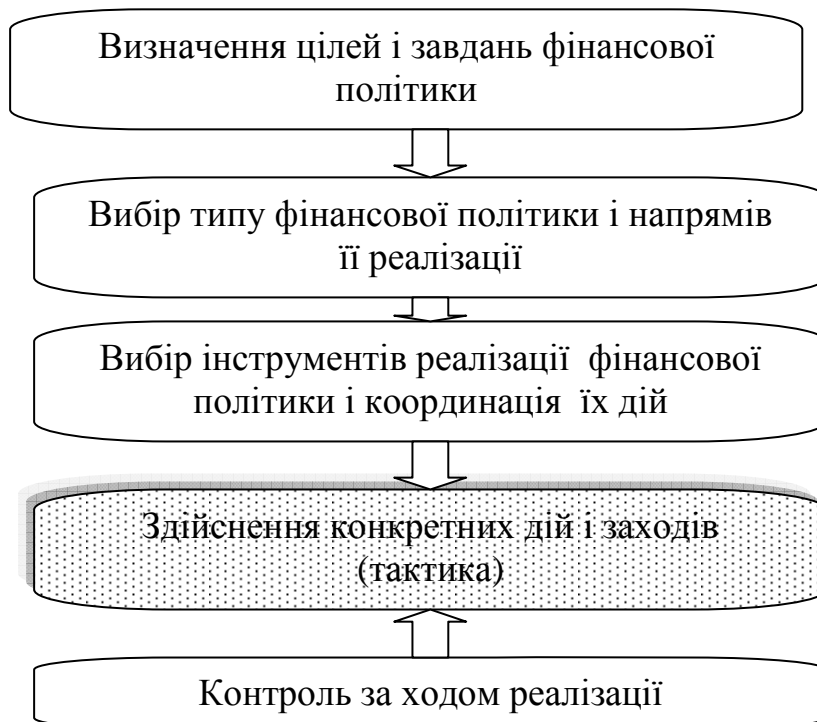 Визначення цілей і завдань фінансової
політики
Вибір типу фінансової політики і напрямів
її реалізації
Вибір інструментів реалізації фінансової
політики і координація їх дій
Здійснення конкретних дій і заходів
(тактика)
Контроль за ходом реалізації